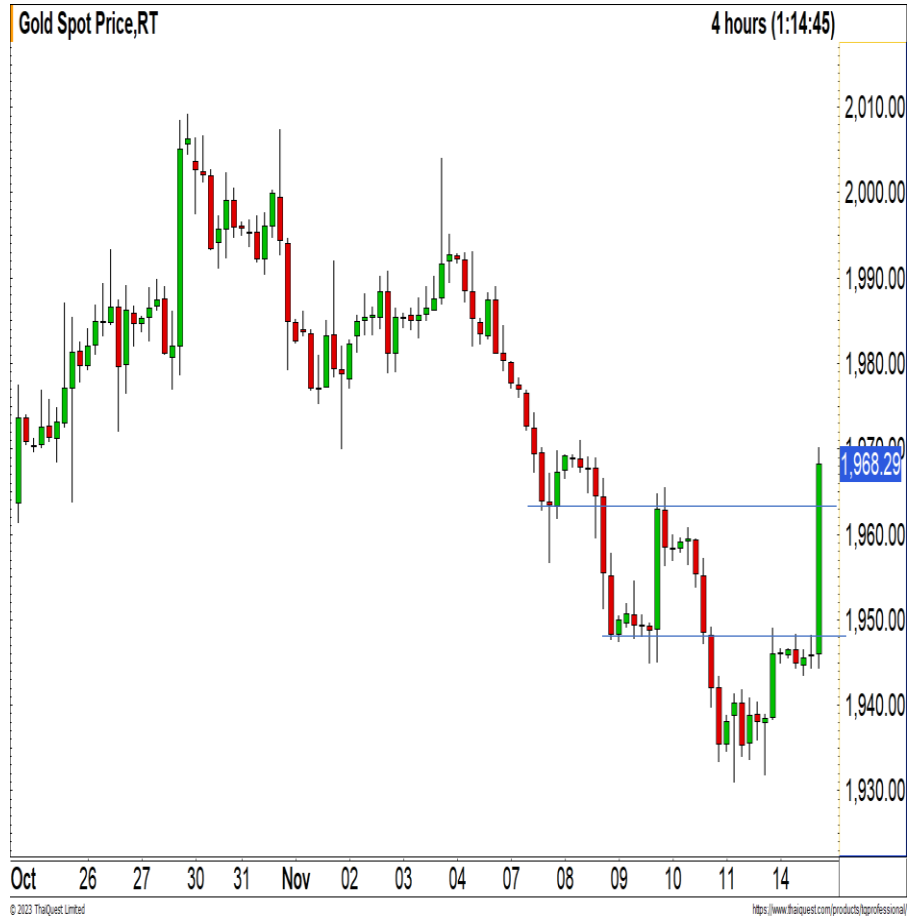 Gold Spot Price,RT
4 hours (1:14:45)
2,010.00
2,000.00
1,990.00
1,980.00
1,970.00
1,968.29
1,960.00
1,950.00
1,940.00
1,930.00
Oct 26 27 30 31 Nov 02 03 04 07 08 09 10 11 14
© 2023 ThaiQuest Limited
https://www.thaiquest.com/products/tqprofessional/